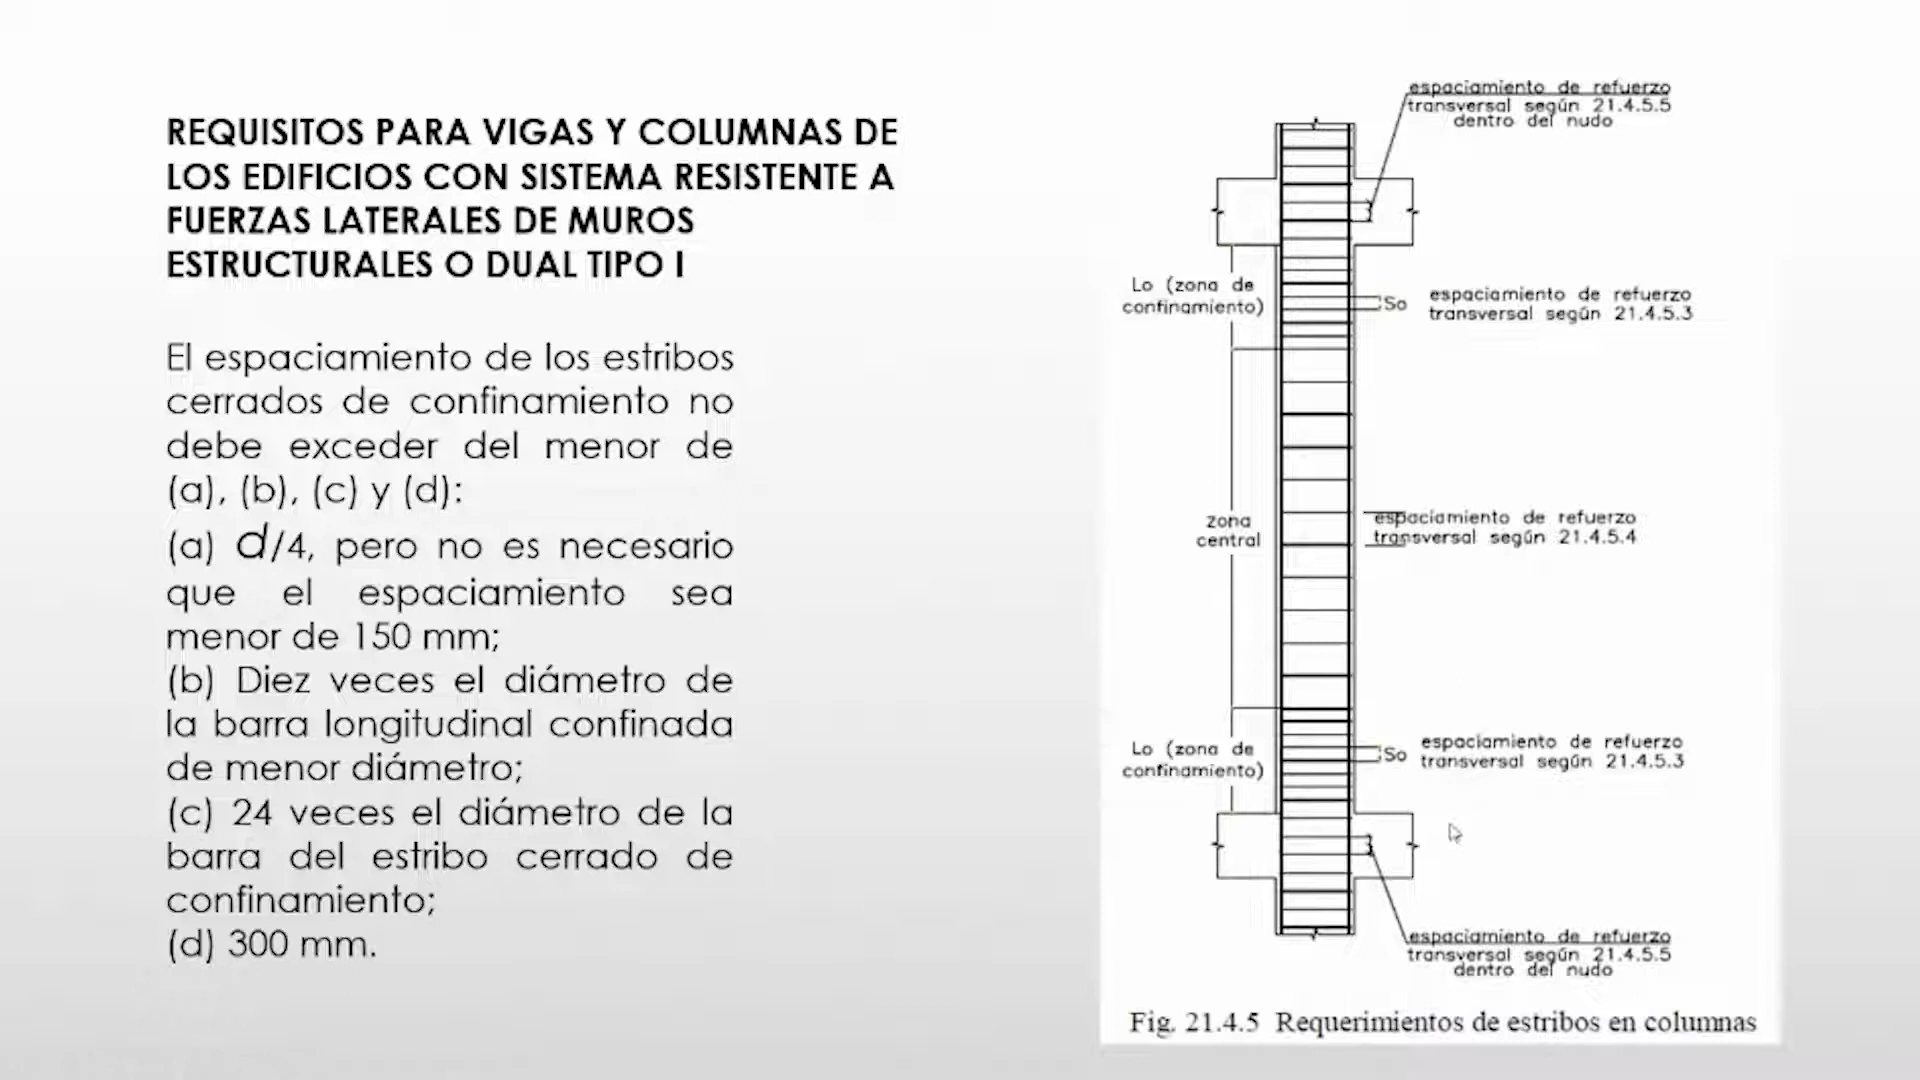 REQUISITOS PARA VIGAS Y COLUMNAS DE
LOS EDIFICIOS CON SISTEMA RESISTENTE A
FUERZAS LATERALES DE MUROS
ESTRUCTURALES O DUAL TIPO I
El espaciamiento de los estribos
cerrados de confinamiento no
debe exceder del menor de
(a), (b), (c) y (d):
(a) d/4, pero no es necesario
que el espaciamiento sea
menor de 150 mm;
(b) Diez veces el diámetro de
la barra longitudinal confinada
de menor diámetro;
(c) 24 veces el diámetro de la
barra del estribo cerrado de
confinamiento;
(d) 300 mm.
espaciamiento de refuerzo
transversal según 21.4.5.5
dentro del nudo
Lo (zona de
confinamiento)
So
espaciamiento de refuerzo
transversal según 21.4.5.3
zona
central
espaciamiento de refuerzo
transversal según 21.4.5.4
Lo (zona de
confinamiento)
So
espaciamiento de refuerzo
transversal según 21.4.5.3
espaciamiento de refuerzo
transversal según 21.4.5.5
dentro del nudo
Fig. 21.4.5 Requerimientos de estribos en columnas